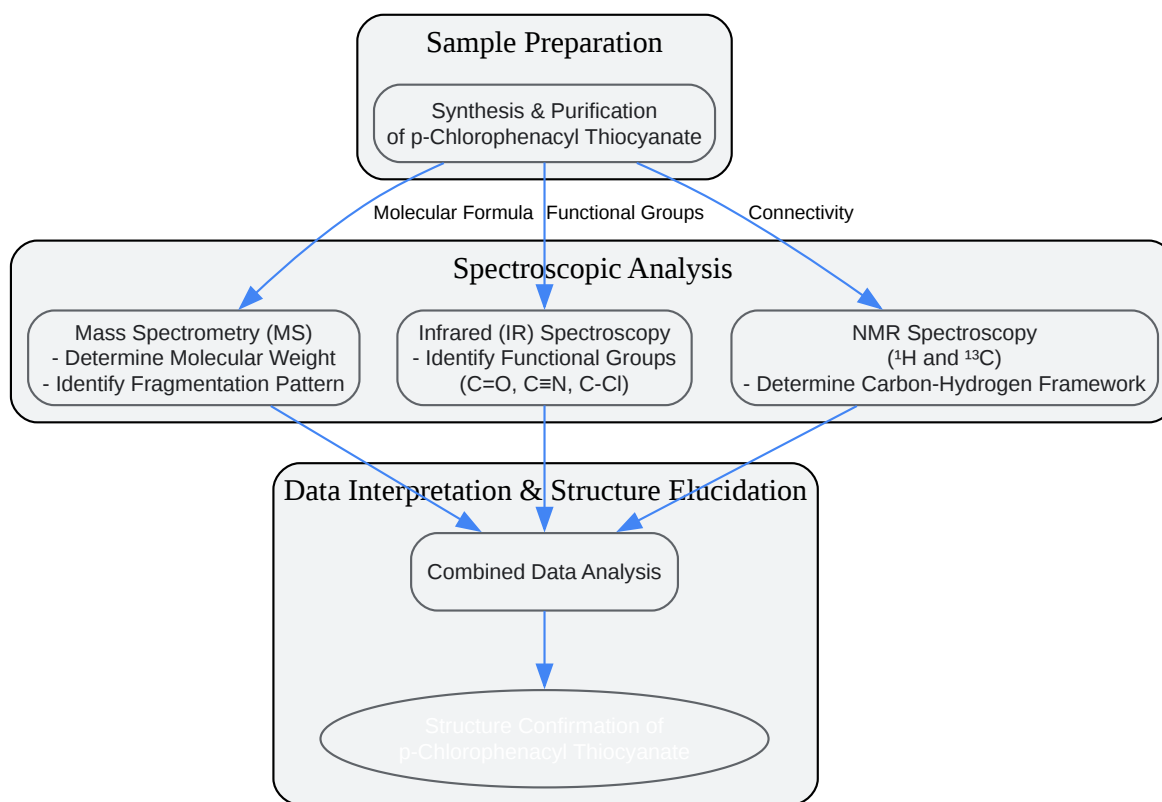 Sample Preparation
Synthesis & Purification
of p-Chlorophenacyl Thiocyanate
Molecular Formula
Functional Groups
Connectivity
Spectroscopic Analysis
Mass Spectrometry (MS)
- Determine Molecular Weight
- Identify Fragmentation Pattern
Infrared (IR) Spectroscopy
- Identify Functional Groups
(C=O, C≡N, C-Cl)
NMR Spectroscopy
(¹H and ¹³C)
- Determine Carbon-Hydrogen Framework
Data Interpretation & Structure Elucidation
Combined Data Analysis
Structure Confirmation of
p-Chlorophenacyl Thiocyanate